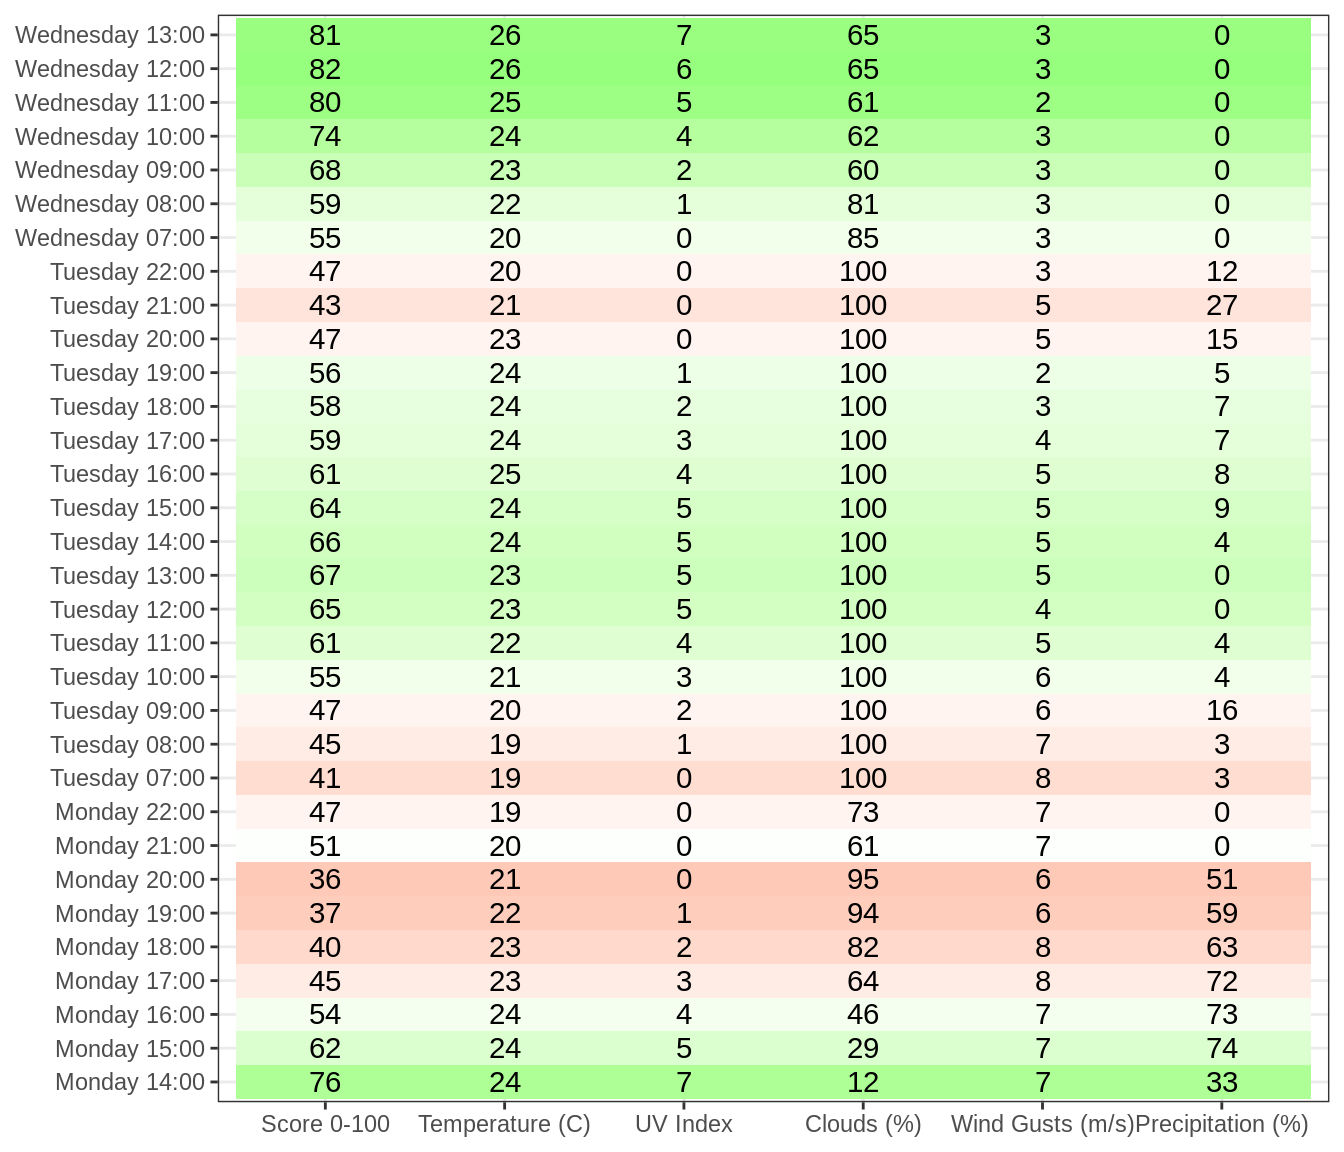 Wednesday 13:00 81 26 7 65 3 0
Wednesday 12:00 82 26 6 65 3 0
Wednesday 11:00 80 25 5 61 2 0
Wednesday 10:00 74 24 4 62 3 0
Wednesday 09:00 68 23 2 60 3 0
Wednesday 08:00 59 22 1 81 3 0
Wednesday 07:00 55 20 0 85 3 0
Tuesday 22:00 47 20 0 100 3 12
Tuesday 21:00 43 21 0 100 5 27
Tuesday 20:00 47 23 0 100 5 15
Tuesday 19:00 56 24 1 100 2 5
Tuesday 18:00 58 24 2 100 3 7
Tuesday 17:00 59 24 3 100 4 7
Tuesday 16:00 61 25 4 100 5 8
Tuesday 15:00 64 24 5 100 5 9
Tuesday 14:00 66 24 5 100 5 4
Tuesday 13:00 67 23 5 100 5 0
Tuesday 12:00 65 23 5 100 4 0
Tuesday 11:00 61 22 4 100 5 4
Tuesday 10:00 55 21 3 100 6 4
Tuesday 09:00 47 20 2 100 6 16
Tuesday 08:00 45 19 1 100 7 3
Tuesday 07:00 41 19 0 100 8 3
Monday 22:00 47 19 0 73 7 0
Monday 21:00 51 20 0 61 7 0
Monday 20:00 36 21 0 95 6 51
Monday 19:00 37 22 1 94 6 59
Monday 18:00 40 23 2 82 8 63
Monday 17:00 45 23 3 64 8 72
Monday 16:00 54 24 4 46 7 73
Monday 15:00 62 24 5 29 7 74
Monday 14:00 76 24 7 12 7 33
Score 0-100 Temperature (C) UV Index Clouds (%) Wind Gusts (m/s) Precipitation (%)